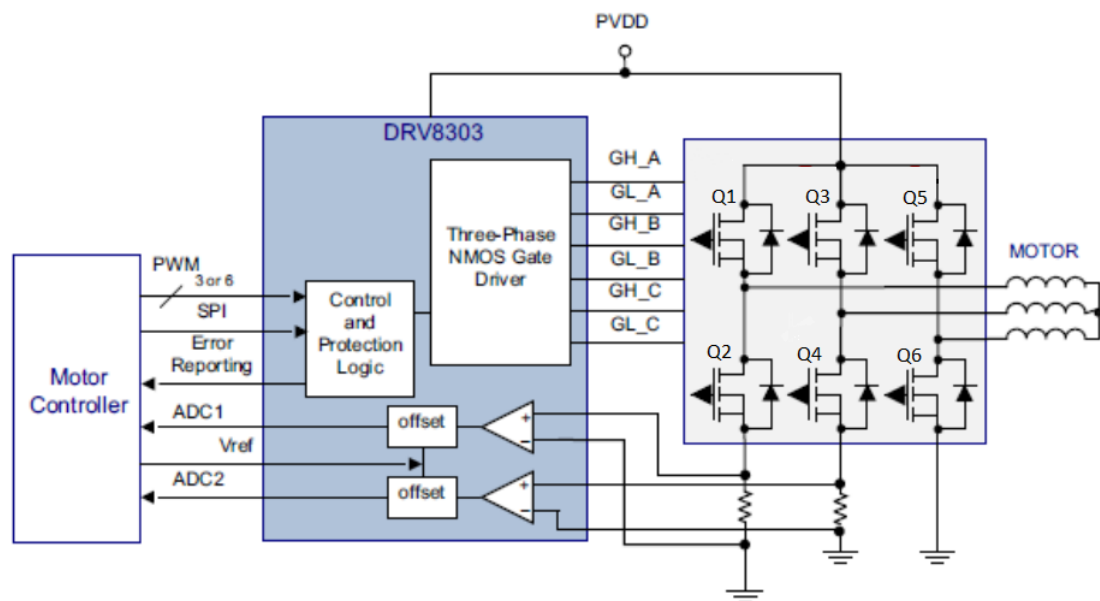 PVDD
DRV8303
GH_A
GL_A
GH_B
GL_B
GH_C
GL_C
Three-Phase
NMOS Gate
Driver
Q1
Q3
Q5
MOTOR
Q2
Q4
Q6
PWM
3 or 6
SPI
Error
Reporting
Control
and
Protection
Logic
Motor
Controller
ADC1
Vref
ADC2
offset
offset
+
−
+
−